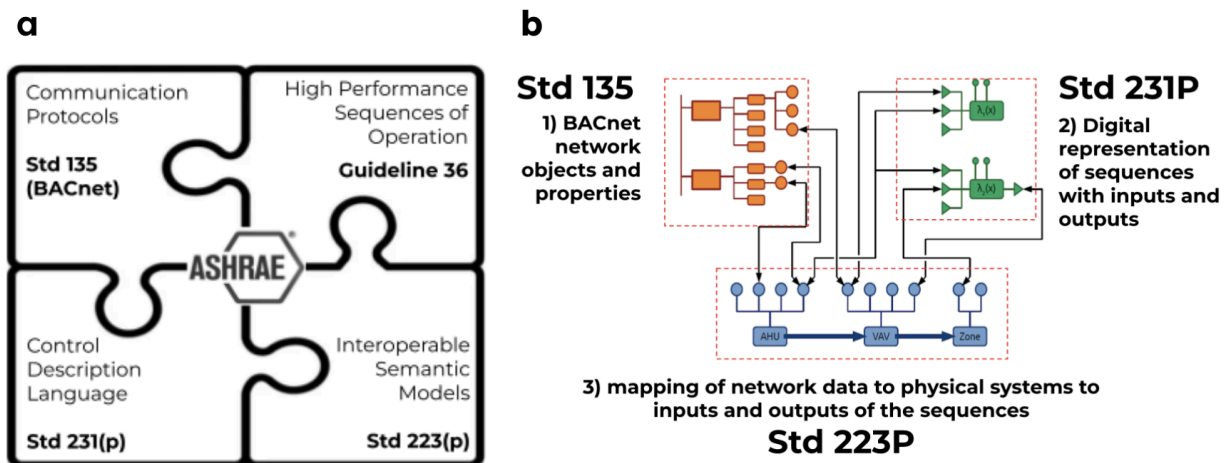 a
Communication
Protocols
Std 135
(BACnet)
High Performance
Sequences of
Operation
Guideline 36
ASHRAE
®
Control
Description
Language
Std 231(p)
Interoperable
Semantic
Models
Std 223(p)
b
Std 135
1) BACnet
network
objects and
properties
λ₁(x)
λ₂(x)
Std 231P
2) Digital
representation
of sequences
with inputs and
outputs
AHU
VAV
Zone
3) mapping of network data to physical systems to
inputs and outputs of the sequences
Std 223P